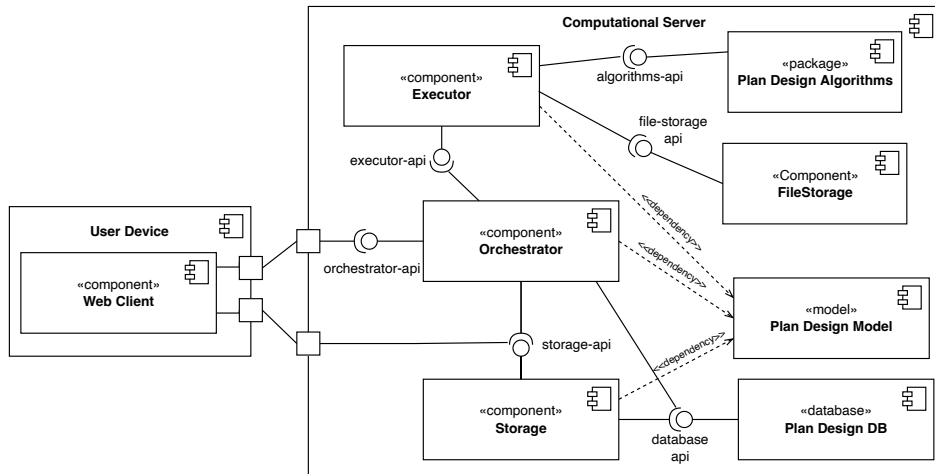 Computational Server
«component»
Executor
algorithms-api
«package»
Plan Design Algorithms
file-storage
api
executor-api
«Component»
FileStorage
<<dependency>>
User Device
«component»
Web Client
orchestrator-api
«component»
Orchestrator
<<dependency>>
«model»
Plan Design Model
storage-api
<<dependency>>
«component»
Storage
database
api
«database»
Plan Design DB